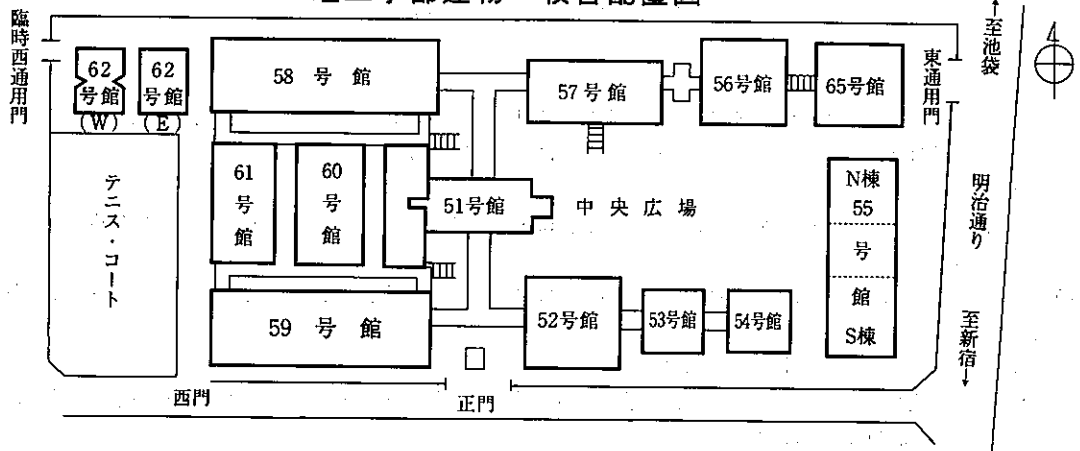 臨時西通用門
62
号館
(W)
62
号館
(E)
58 号 館
57号館
56号館
65号館
東通用門
↑至池袋
4
テニス・コート
61
号
館
60
号
館
51号館
中央広場
N棟
55
号
館
S棟
明治通り
59 号 館
52号館
53号館
54号館
至新宿→
西門
正門